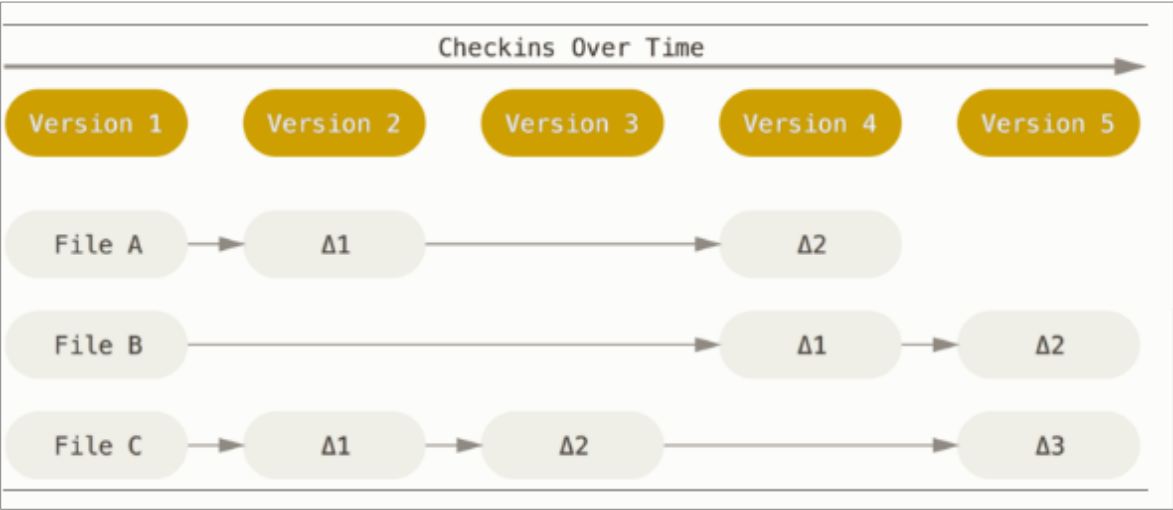 Checkins Over Time
Version 1 Version 2 Version 3 Version 4 Version 5
File A Δ1 Δ2
File B Δ1 Δ2
File C Δ1 Δ2 Δ3